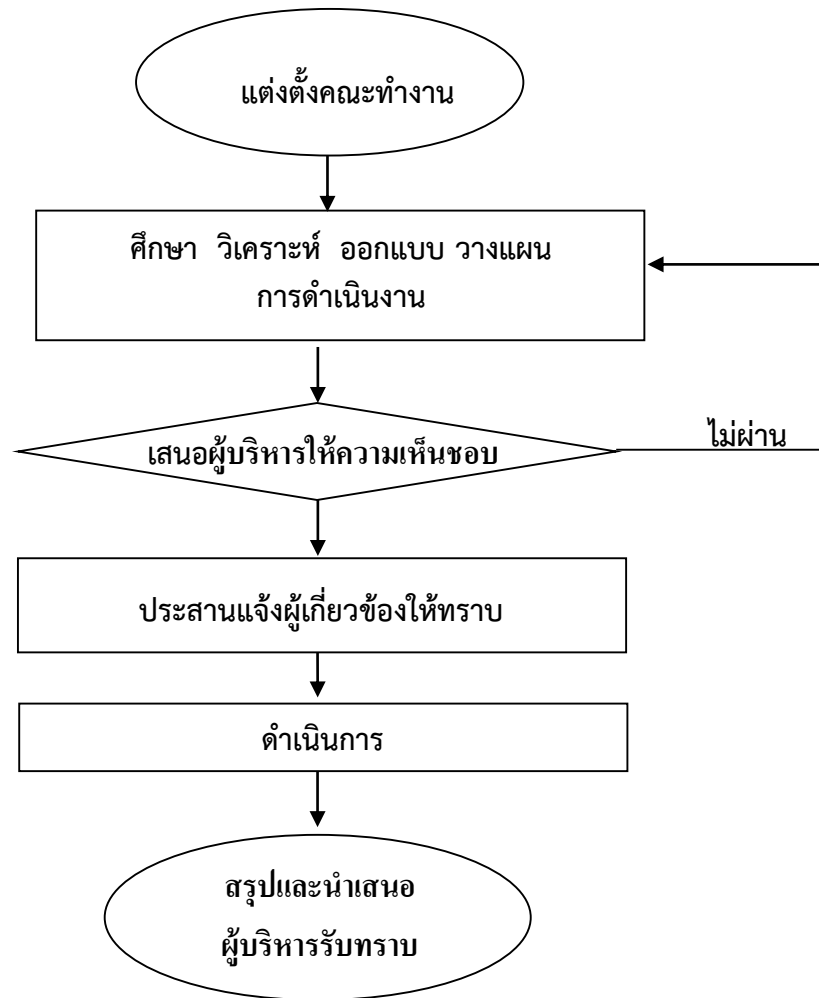 แต่งตั้งคณะทำงาน
ศึกษา วิเคราะห์ ออกแบบ วางแผน
การดำเนินงาน
เสนอผู้บริหารให้ความเห็นชอบ
ไม่ผ่าน
ประสานแจ้งผู้เกี่ยวข้องให้ทราบ
ดำเนินการ
สรุปและนำเสนอ
ผู้บริหารรับทราบ